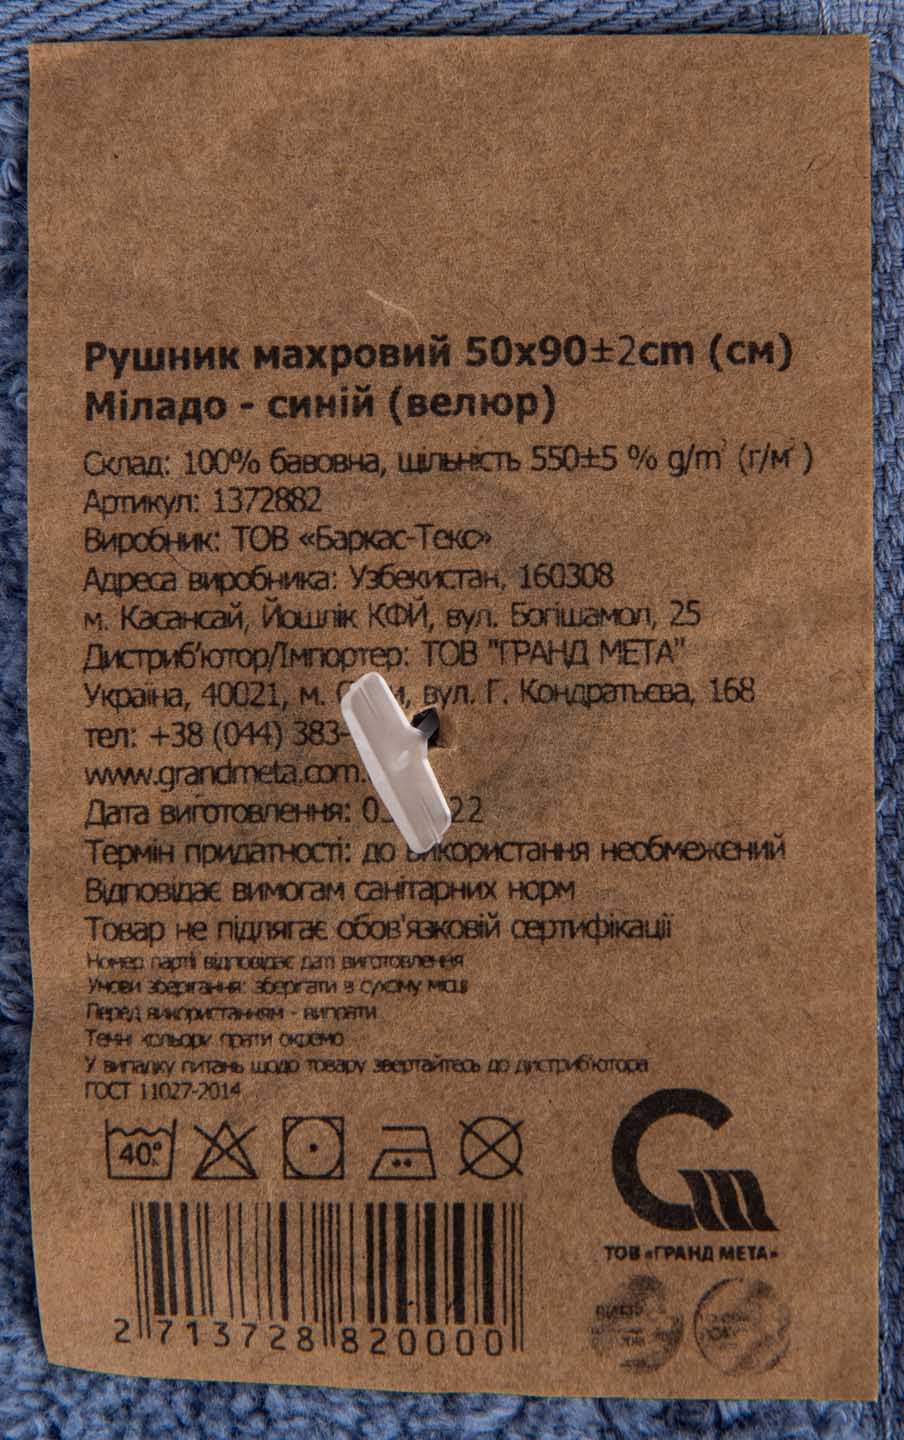 Рушник махровий 50x90±2cm (см)
Міладо - синій (велюр)
Склад: 100% бавовна, щільність 550±5 % g/m² (г/м²)
Артикул: 1372882
Виробник: ТОВ «Баркас-Текс»
Адреса виробника: Узбекистан, 160308
м. Касансай, Йошлік КФЙ, вул. Богішамол, 25
Дистриб'ютор/Імпортер: ТОВ "ГРАНД МЕТА"
Україна, 40021, м. вул. Г. Кондратьєва, 168
тел: +38 (044) 383-
www.grandmeta.com.
Дата виготовлення: 22
Термін придатності: до використання необмежений
Відповідає вимогам санітарних норм
Товар не підлягає обов'язковій сертифікації
Номер партії відповідає даті виготовлення
Умови зберігання: зберігати в сухому місці
Перед використанням - випрати
Темні кольори прати окремо
У випадку питань щодо товару звертайтесь до дистриб'ютора
ГОСТ 11027-2014
40°
Gm
ТОВ «ГРАНД МЕТА»
2 713728 820000